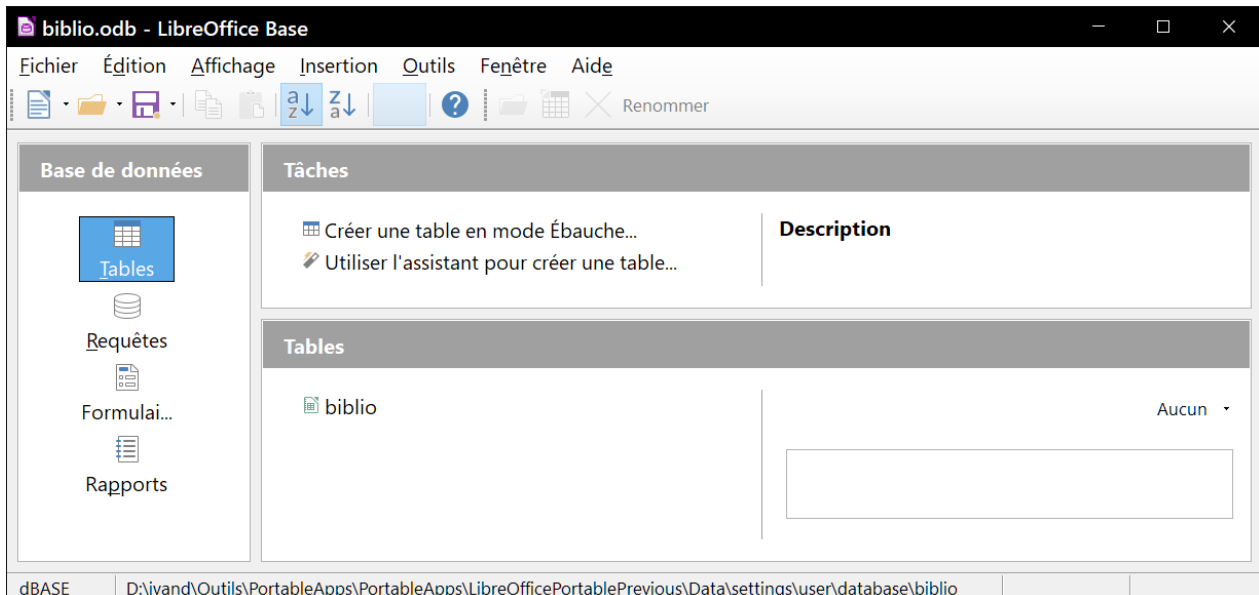 biblio.odb - LibreOffice Base
Fichier Édition Affichage Insertion Outils Fenêtre Aide
Renommer
Base de données
Tables
Requêtes
Formulai...
Rapports
Tâches
Créer une table en mode Ébauche...
Utiliser l'assistant pour créer une table...
Description
Tables
biblio
Aucun
dBASE D:\ivand\Outils\PortableApps\PortableApps\LibreOfficePortablePrevious\Data\settings\user\database\biblio